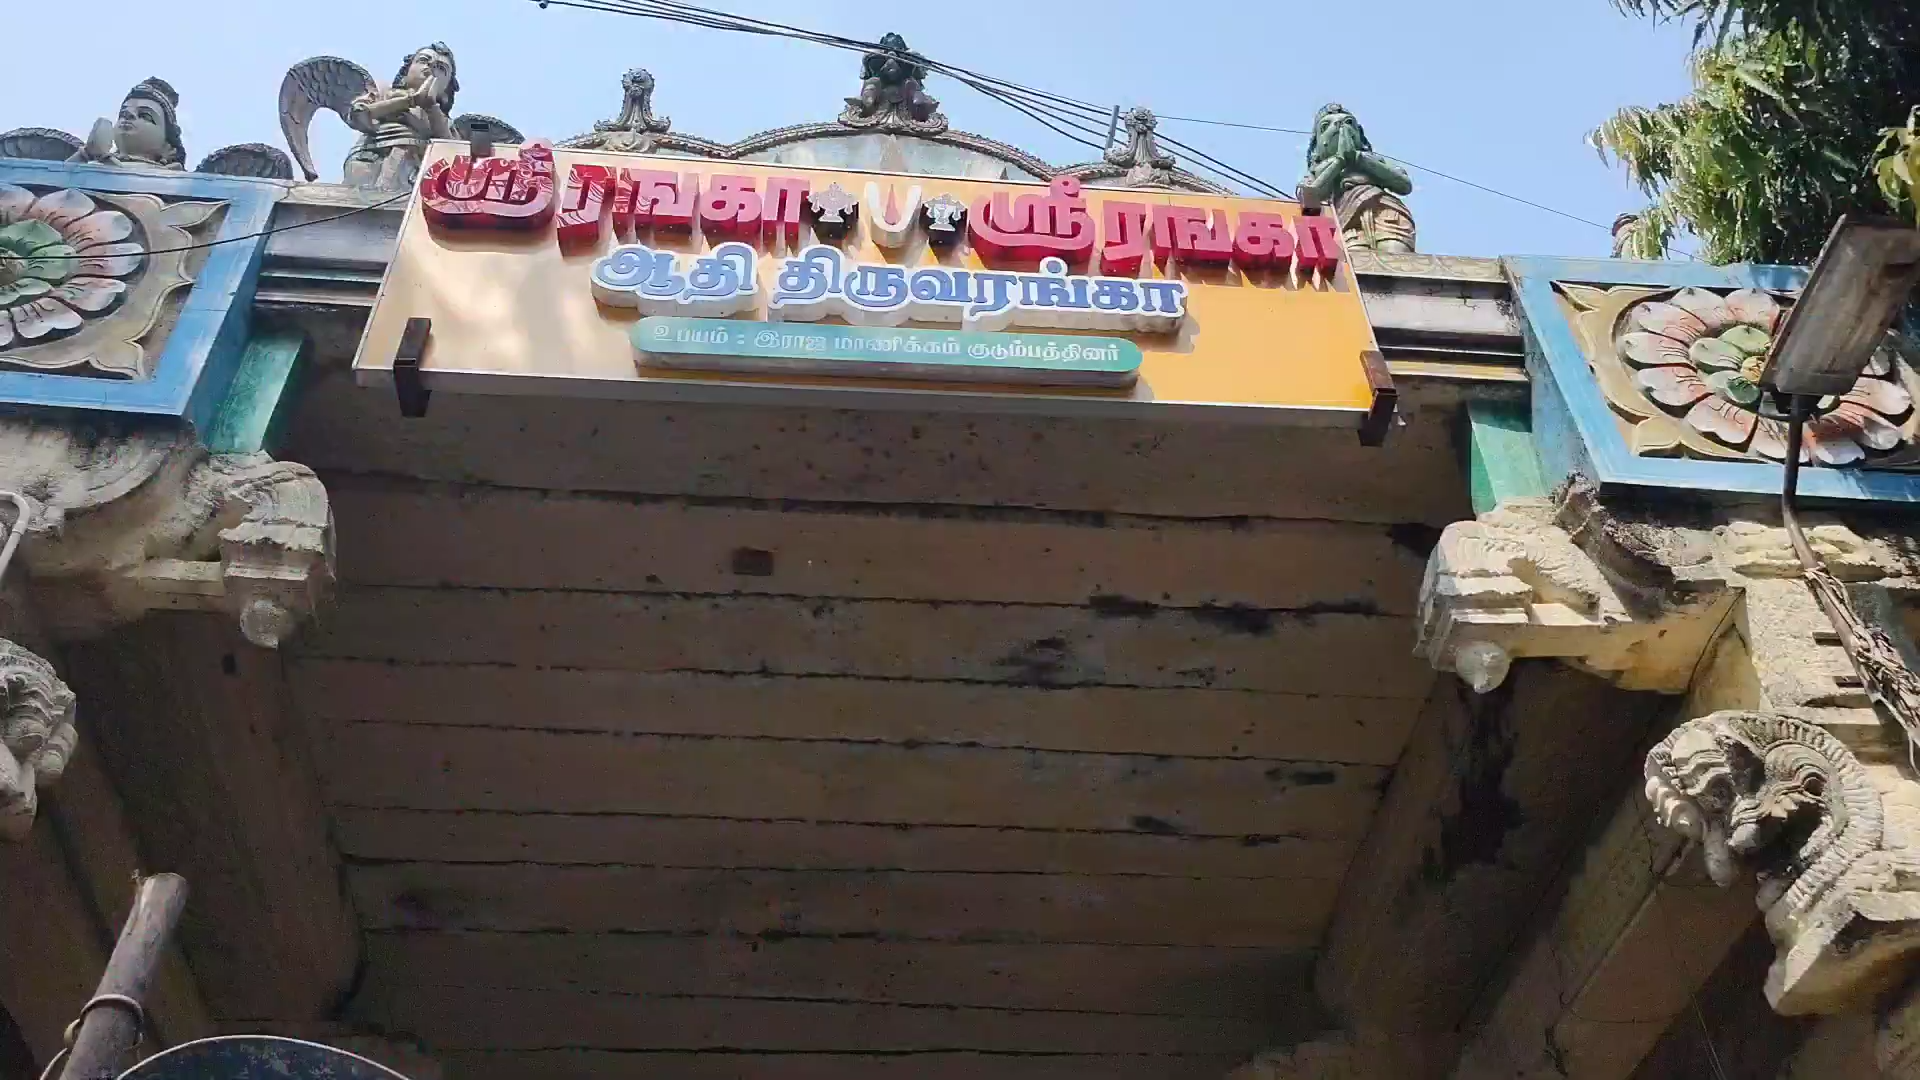 ஸ்ரீரங்கா ஸ்ரீரங்கா
ஆதி திருவரங்கா
உபயம் : இராஜ மாணிக்கம் குடும்பத்தினர்